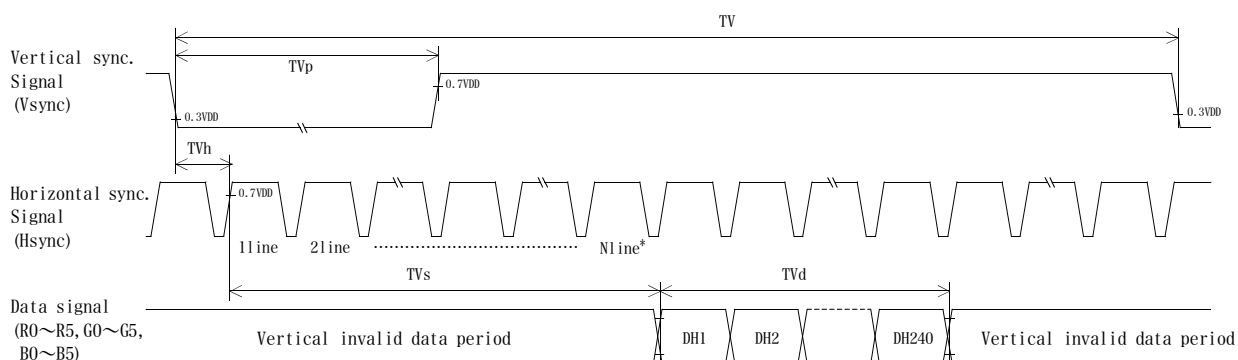 TV
Vertical sync.
Signal
(Vsync)
TVp
0.7VDD
0.3VDD
0.3VDD
TVh
Horizontal sync.
Signal
(Hsync)
0.7VDD
1line 2line Nline*
TVs TVd
Data signal
(R0～R5,G0～G5,
B0～B5)
Vertical invalid data period DH1 DH2 DH240 Vertical invalid data period